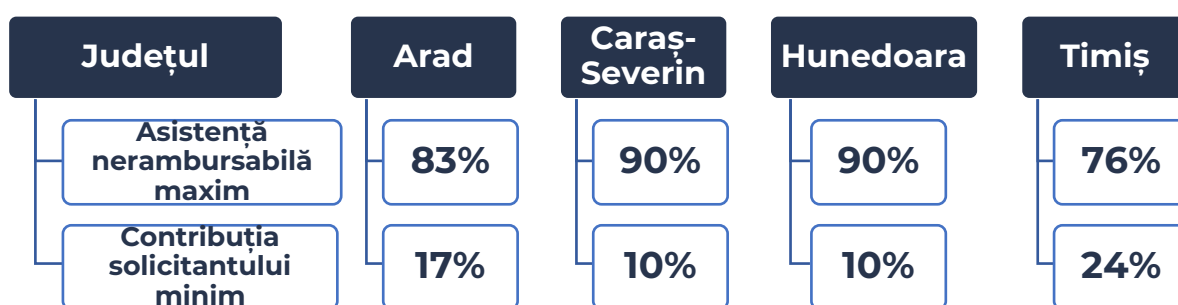 Județul
Arad
Caraș-
Severin
Hunedoara
Timiș
Asistență
nerambursabilă
maxim
83%
90%
90%
76%
Contribuția
solicitantului
minim
17%
10%
10%
24%